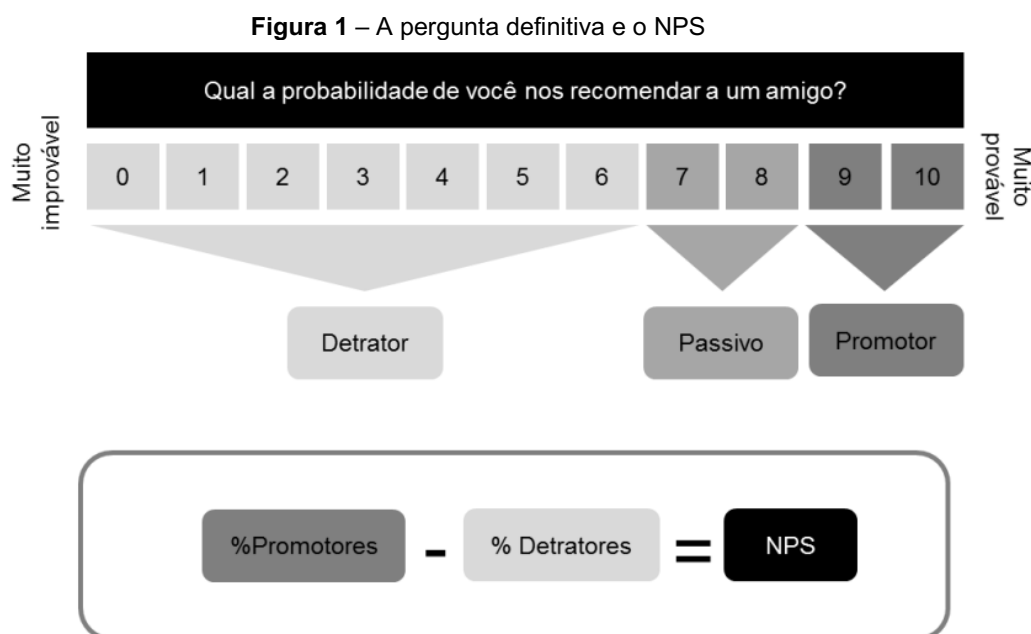 Figura 1 – A pergunta definitiva e o NPS
Qual a probabilidade de você nos recomendar a um amigo?
Muito
improvável
0 1 2 3 4 5 6 7 8 9 10
Muito
provável
Detrator Passivo Promotor
%Promotores - % Detratores = NPS